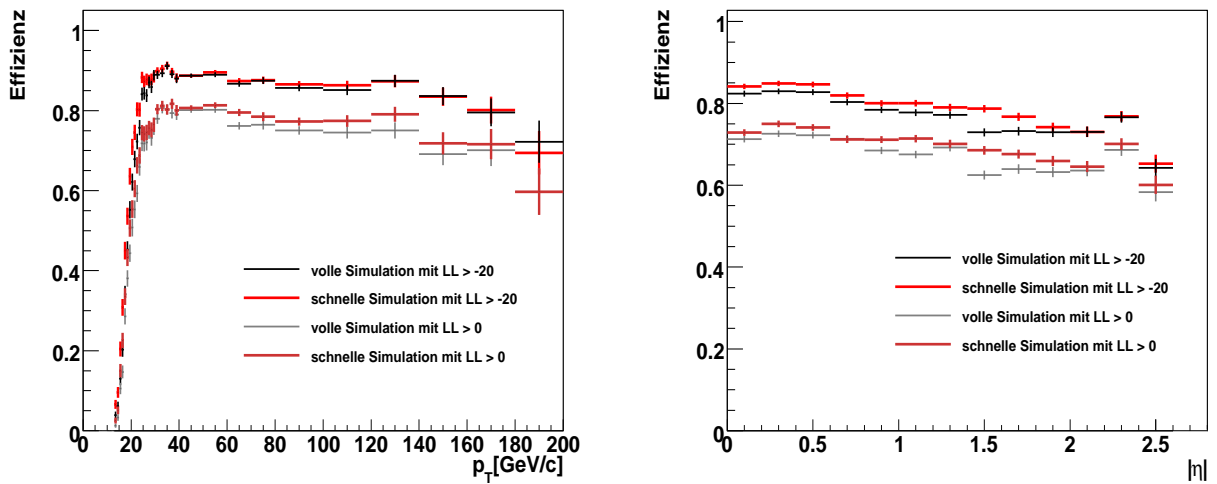 Effizienz
1
0.8
0.6
0.4
0.2
0
volle Simulation mit LL > -20
schnelle Simulation mit LL > -20
volle Simulation mit LL > 0
schnelle Simulation mit LL > 0
0 20 40 60 80 100 120 140 160 180 200
p_T[GeV/c]
Effizienz
1
0.8
0.6
0.4
0.2
0
volle Simulation mit LL > -20
schnelle Simulation mit LL > -20
volle Simulation mit LL > 0
schnelle Simulation mit LL > 0
0 0.5 1 1.5 2 2.5
|η|